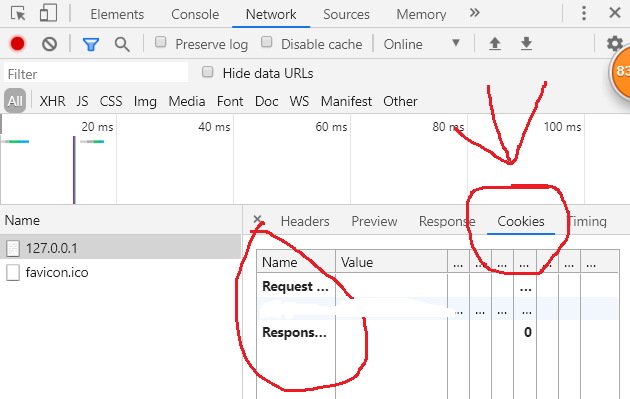 Elements Console Network Sources Memory »
Preserve log Disable cache Online
Filter Hide data URLs
All XHR JS CSS Img Media Font Doc WS Manifest Other
20 ms 40 ms 60 ms 80 ms 100 ms
83
Name
127.0.0.1
favicon.ico
× Headers Preview Response Cookies Timing
Name Value ... ... ... ... ... ... ...
Request ... ...
... ... ... ...
Respons... 0